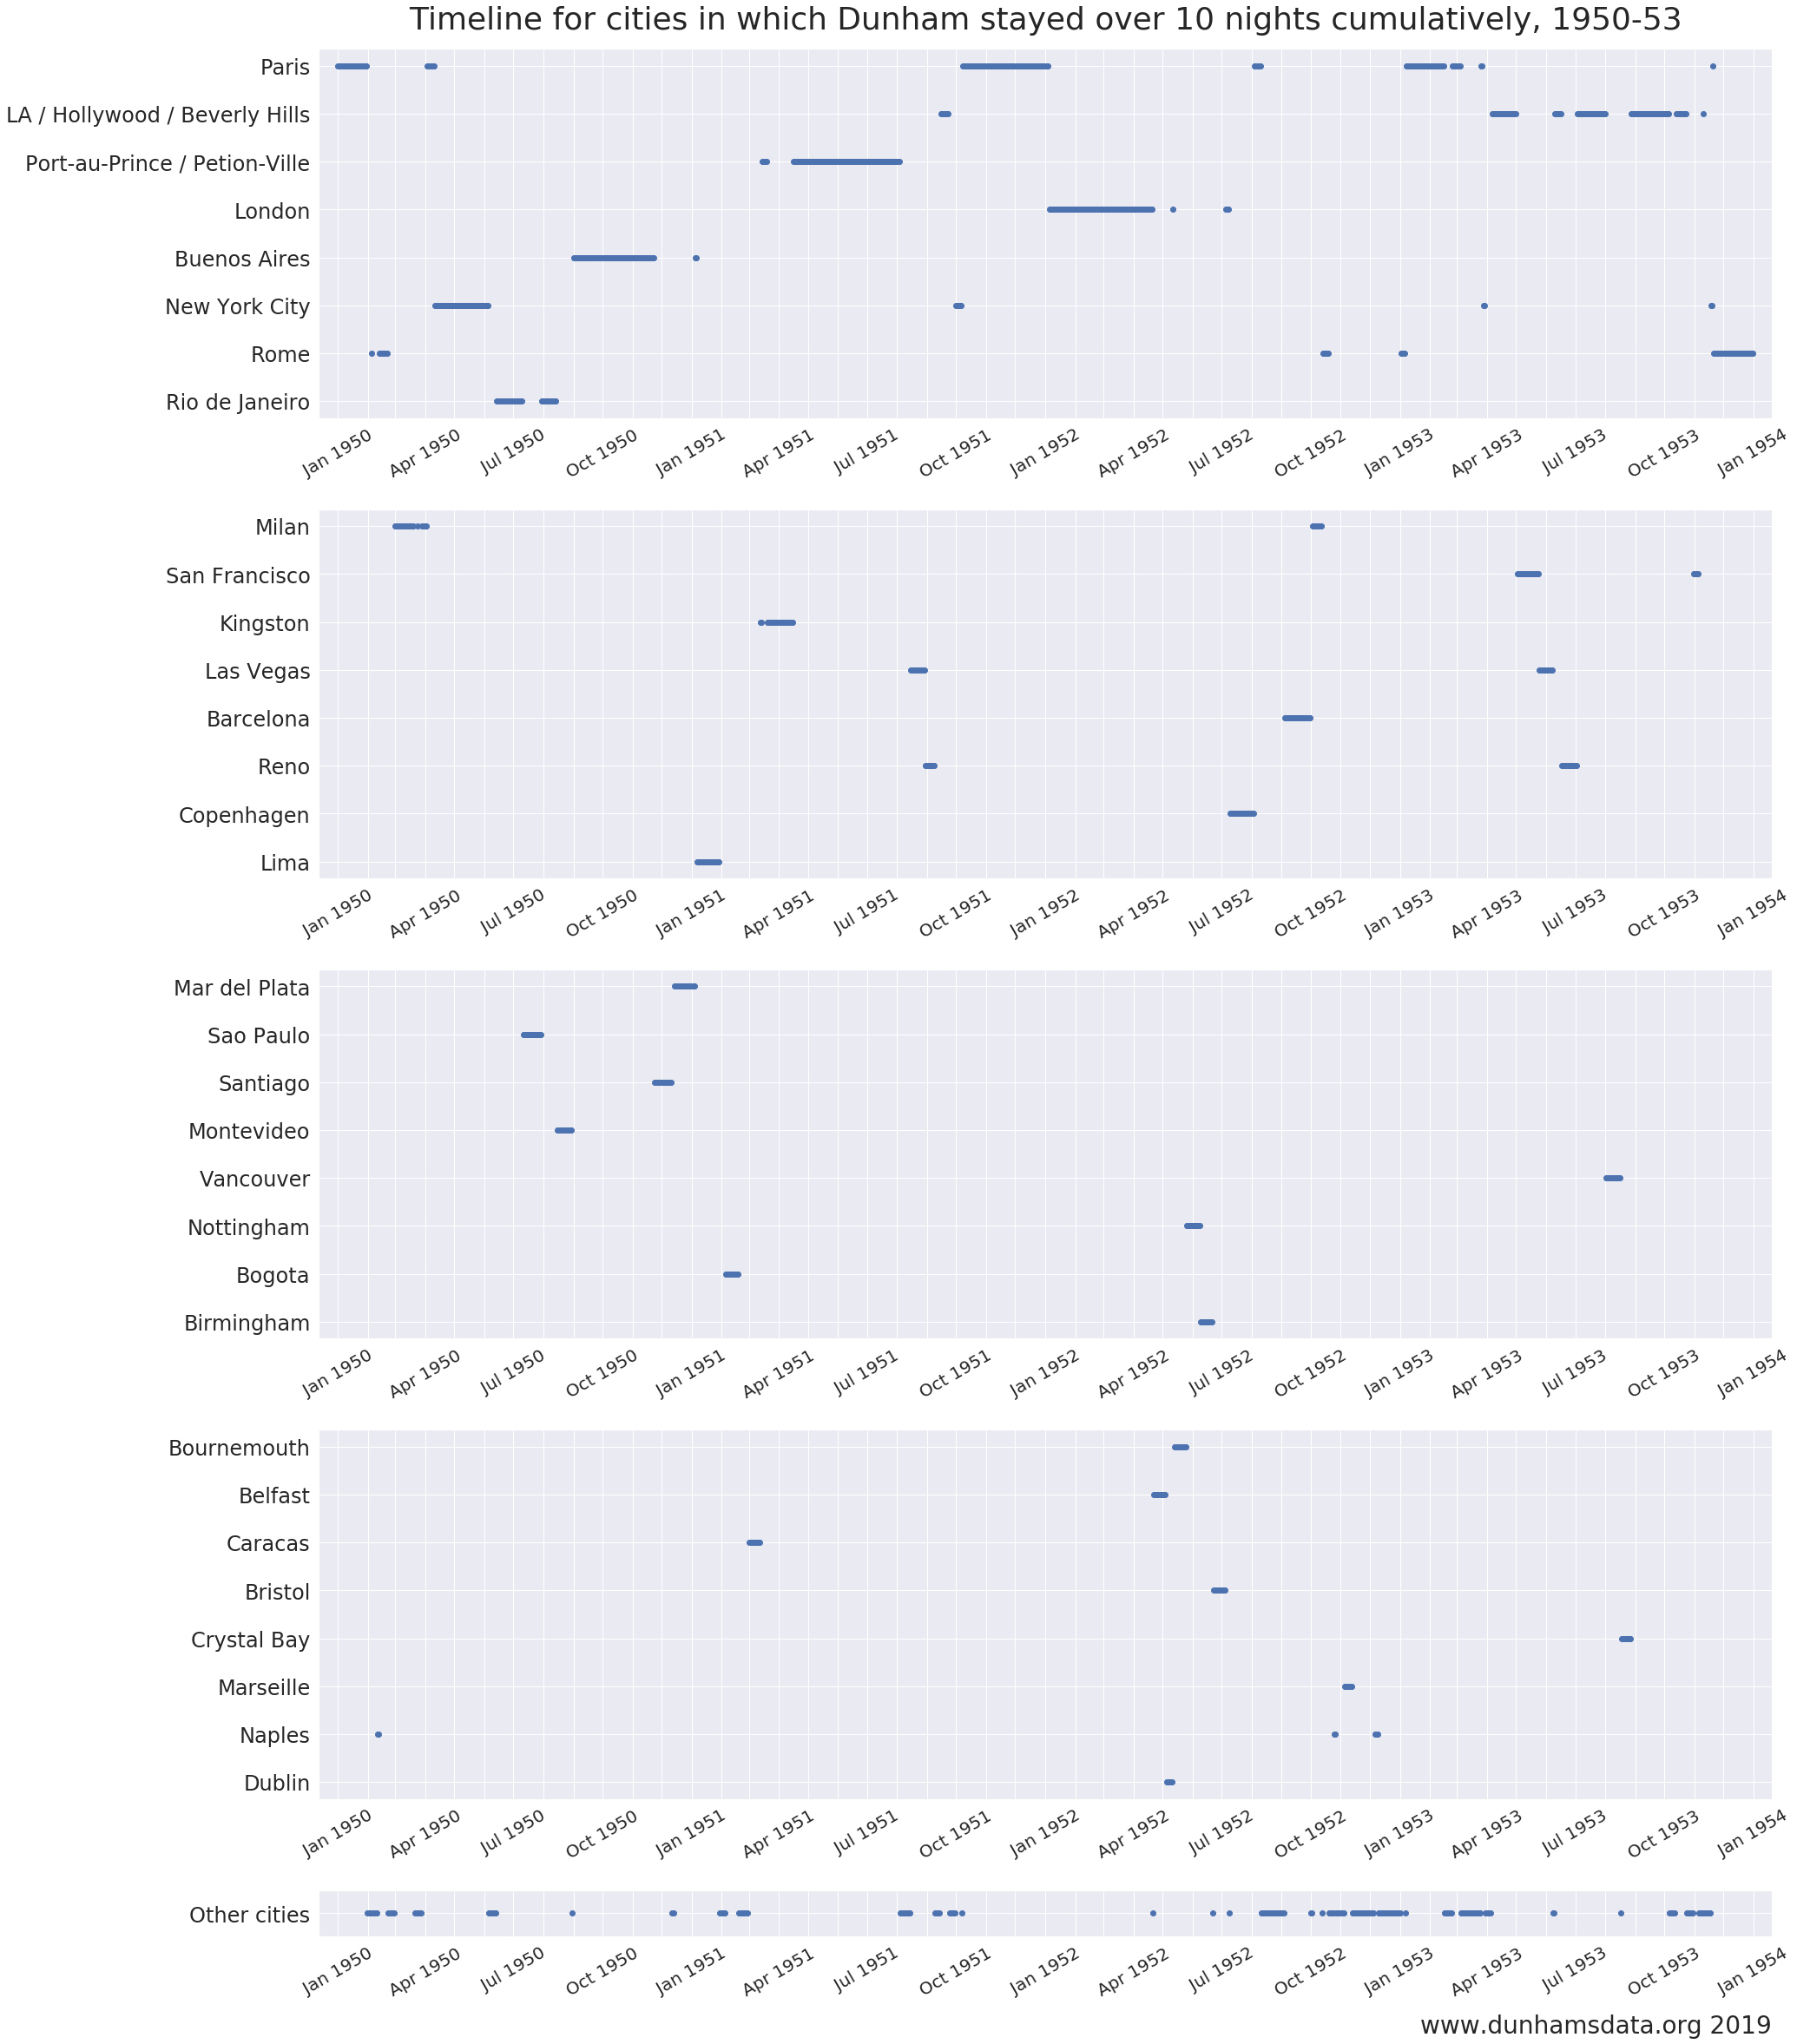 Timeline for cities in which Dunham stayed over 10 nights cumulatively, 1950-53
Paris
LA / Hollywood / Beverly Hills
Port-au-Prince / Petion-Ville
London
Buenos Aires
New York City
Rome
Rio de Janeiro
Jan 1950 Apr 1950 Jul 1950 Oct 1950 Jan 1951 Apr 1951 Jul 1951 Oct 1951 Jan 1952 Apr 1952 Jul 1952 Oct 1952 Jan 1953 Apr 1953 Jul 1953 Oct 1953 Jan 1954
Milan
San Francisco
Kingston
Las Vegas
Barcelona
Reno
Copenhagen
Lima
Jan 1950 Apr 1950 Jul 1950 Oct 1950 Jan 1951 Apr 1951 Jul 1951 Oct 1951 Jan 1952 Apr 1952 Jul 1952 Oct 1952 Jan 1953 Apr 1953 Jul 1953 Oct 1953 Jan 1954
Mar del Plata
Sao Paulo
Santiago
Montevideo
Vancouver
Nottingham
Bogota
Birmingham
Jan 1950 Apr 1950 Jul 1950 Oct 1950 Jan 1951 Apr 1951 Jul 1951 Oct 1951 Jan 1952 Apr 1952 Jul 1952 Oct 1952 Jan 1953 Apr 1953 Jul 1953 Oct 1953 Jan 1954
Bournemouth
Belfast
Caracas
Bristol
Crystal Bay
Marseille
Naples
Dublin
Jan 1950 Apr 1950 Jul 1950 Oct 1950 Jan 1951 Apr 1951 Jul 1951 Oct 1951 Jan 1952 Apr 1952 Jul 1952 Oct 1952 Jan 1953 Apr 1953 Jul 1953 Oct 1953 Jan 1954
Other cities
Jan 1950 Apr 1950 Jul 1950 Oct 1950 Jan 1951 Apr 1951 Jul 1951 Oct 1951 Jan 1952 Apr 1952 Jul 1952 Oct 1952 Jan 1953 Apr 1953 Jul 1953 Oct 1953 Jan 1954
www.dunhamsdata.org 2019